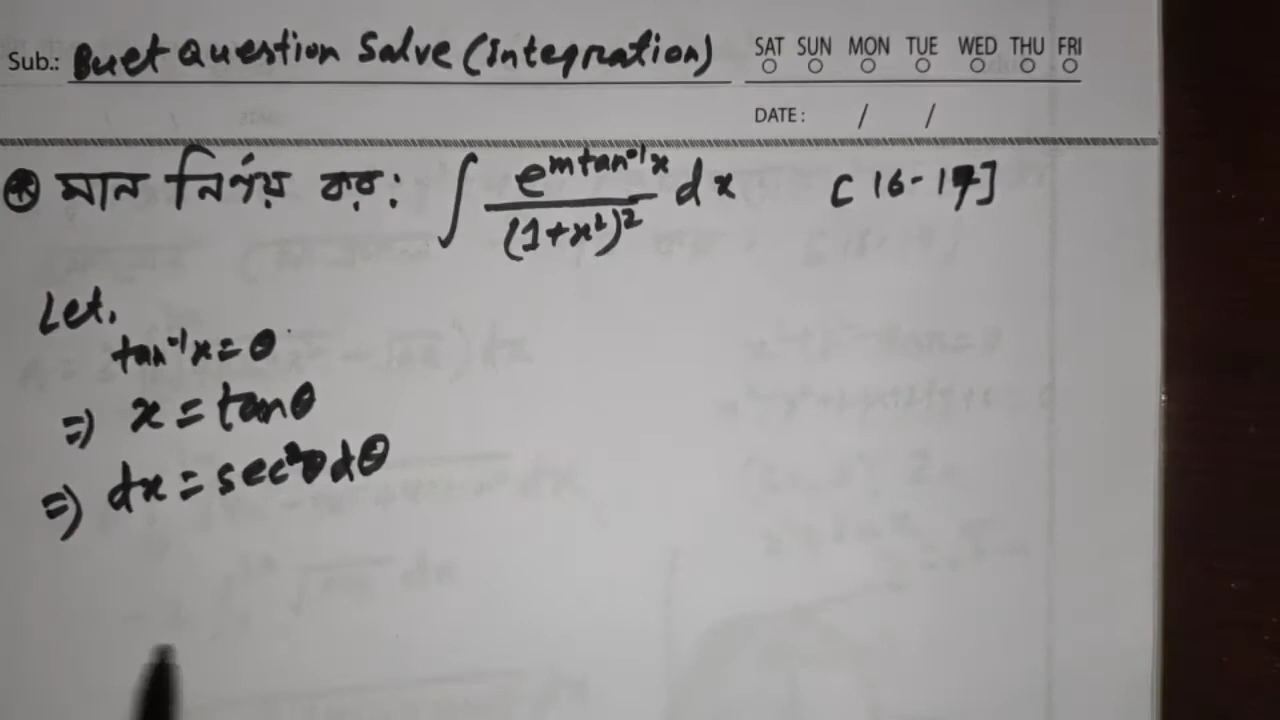 Sub.: Buet Question Salve (Integration) SAT SUN MON TUE WED THU FRI
DATE: / /
মান নির্ণয় কর: ∫ e^(m tan⁻¹x) / (1+x²)² dx [16-17]
Let,
tan⁻¹x = θ
⇒ x = tanθ
⇒ dx = sec²θ dθ